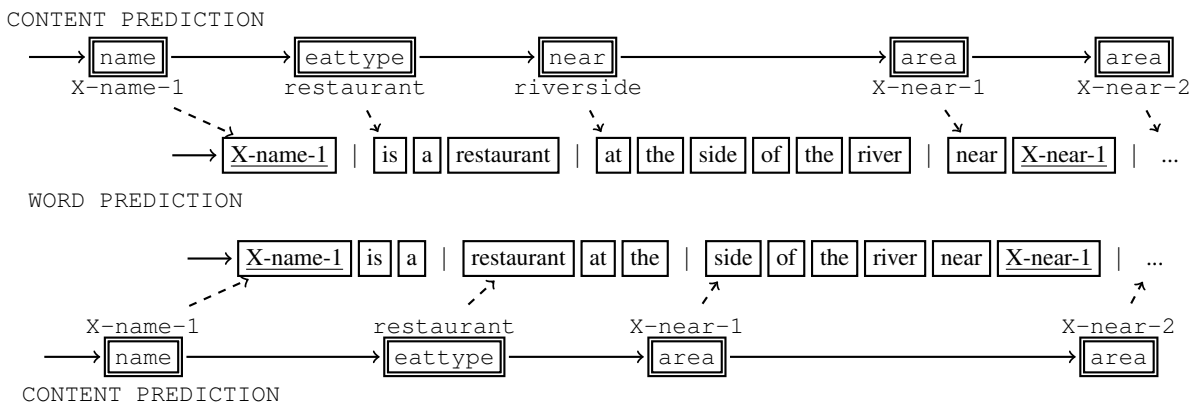 CONTENT PREDICTION
name eattype near area area
X-name-1 restaurant riverside X-near-1 X-near-2
X-name-1 | is a restaurant | at the side of the river | near X-near-1 | ...
WORD PREDICTION
X-name-1 is a | restaurant at the | side of the river near X-near-1 | ...
X-name-1 restaurant X-near-1 X-near-2
name eattype area area
CONTENT PREDICTION